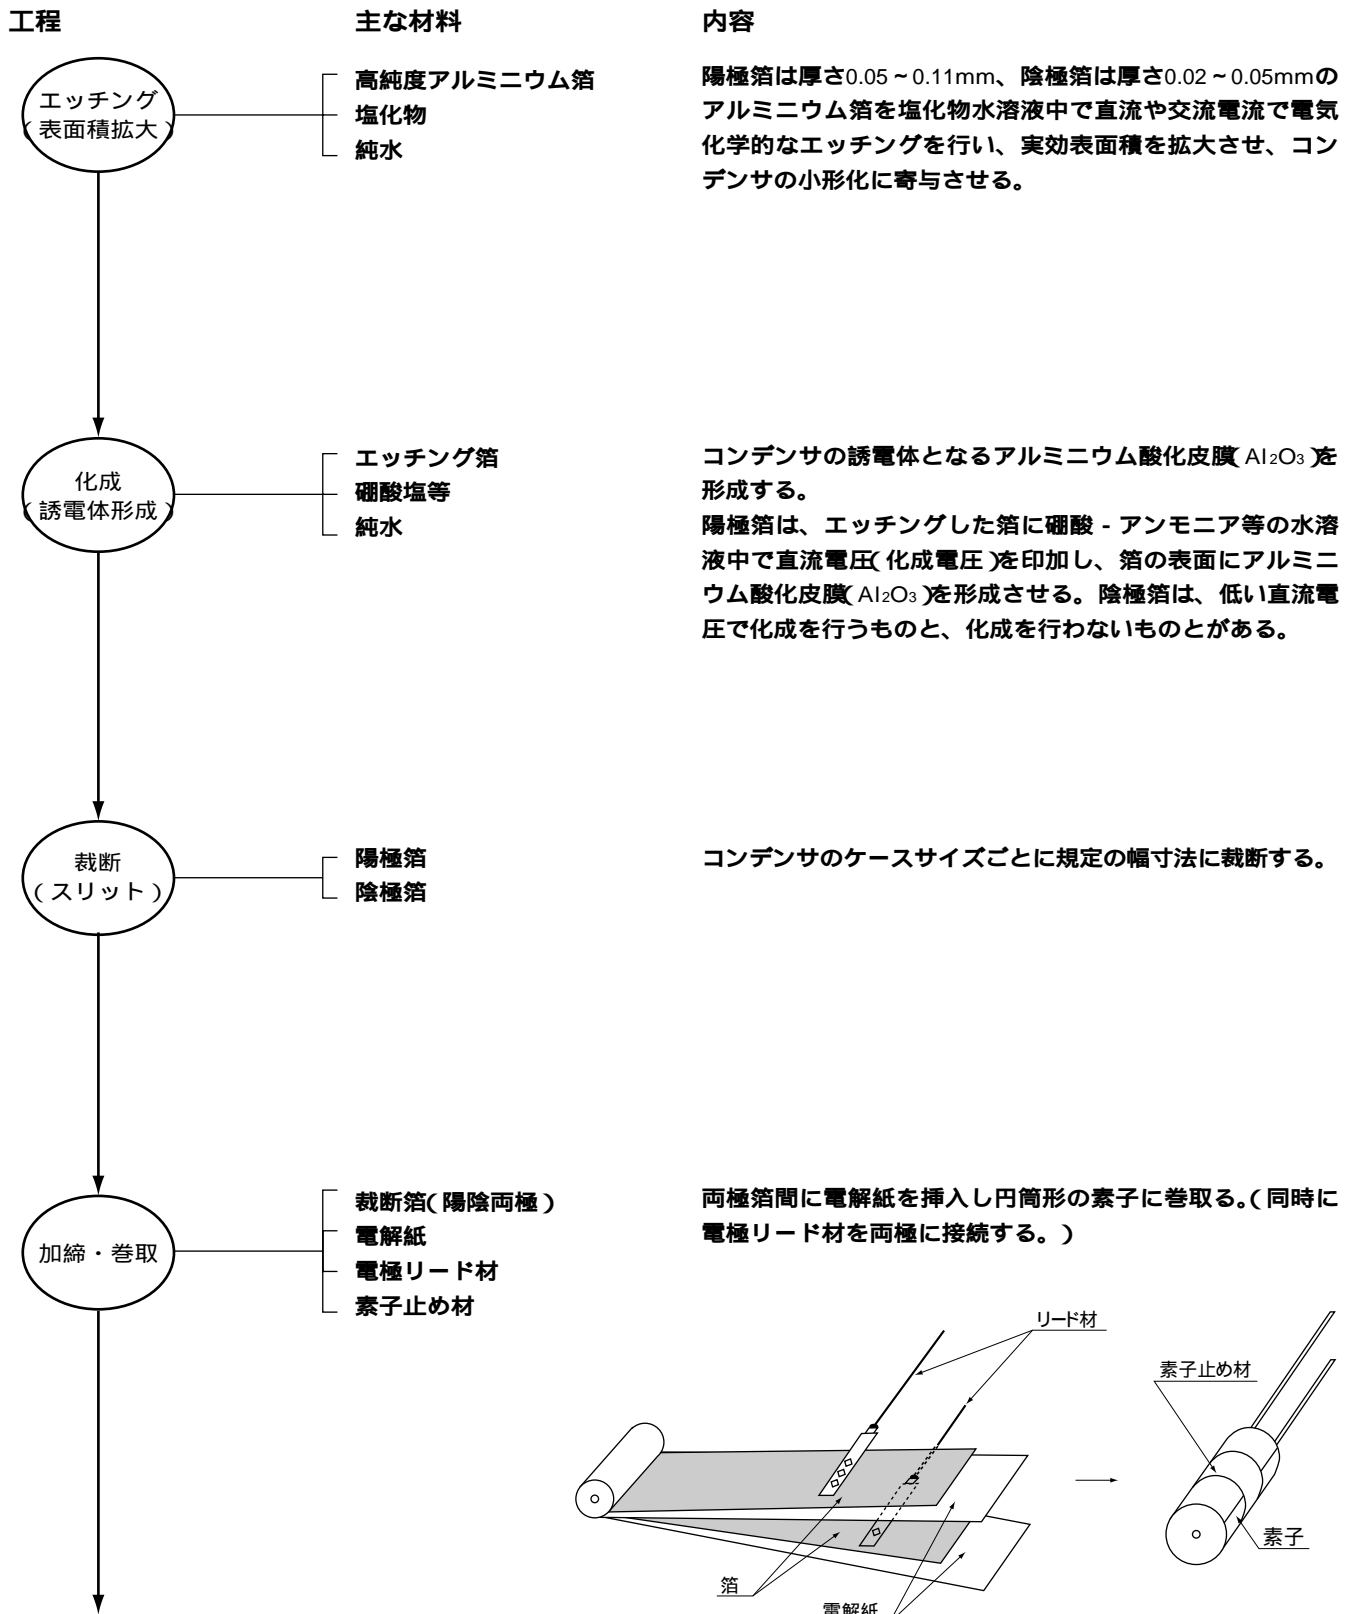 工程　主な材料　内容
エッチング
(表面積拡大)
高純度アルミニウム箔
塩化物
純水
陽極箔は厚さ0.05~0.11mm、陰極箔は厚さ0.02~0.05mmの
アルミニウム箔を塩化物水溶液中で直流や交流電流で電気
化学的なエッチングを行い、実効表面積を拡大させ、コン
デンサの小形化に寄与させる。
化成
(誘電体形成)
エッチング箔
硼酸塩等
純水
コンデンサの誘電体となるアルミニウム酸化皮膜(Al2O3)を
形成する。
陽極箔は、エッチングした箔に硼酸-アンモニア等の水溶
液中で直流電圧(化成電圧)を印加し、箔の表面にアルミニ
ウム酸化皮膜(Al2O3)を形成させる。陰極箔は、低い直流電
圧で化成を行うものと、化成を行わないものとがある。
裁断
(スリット)
陽極箔
陰極箔
コンデンサのケースサイズごとに規定の幅寸法に裁断する。
加締・巻取
裁断箔(陽陰両極)
電解紙
電極リード材
素子止め材
両極箔間に電解紙を挿入し円筒形の素子に巻取る。(同時に
電極リード材を両極に接続する。)
リード材
素子止め材
素子
箔
電解紙